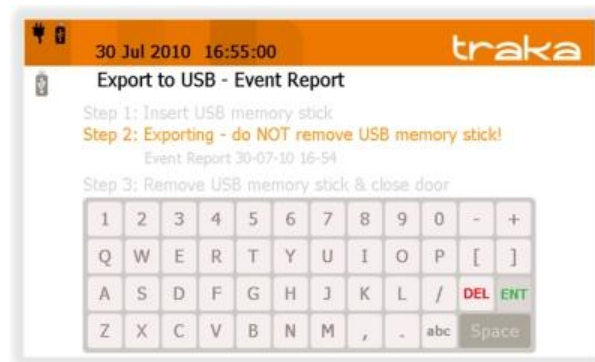 30 Jul 2010 16:55:00
traka
Export to USB - Event Report
Step 1: Insert USB memory stick
Step 2: Exporting - do NOT remove USB memory stick!
Event Report 30-07-10 16-54
Step 3: Remove USB memory stick & close door
1 2 3 4 5 6 7 8 9 0 - +
Q W E R T Y U I O P [ ]
A S D F G H J K L / DEL ENT
Z X C V B N M , . abc Space